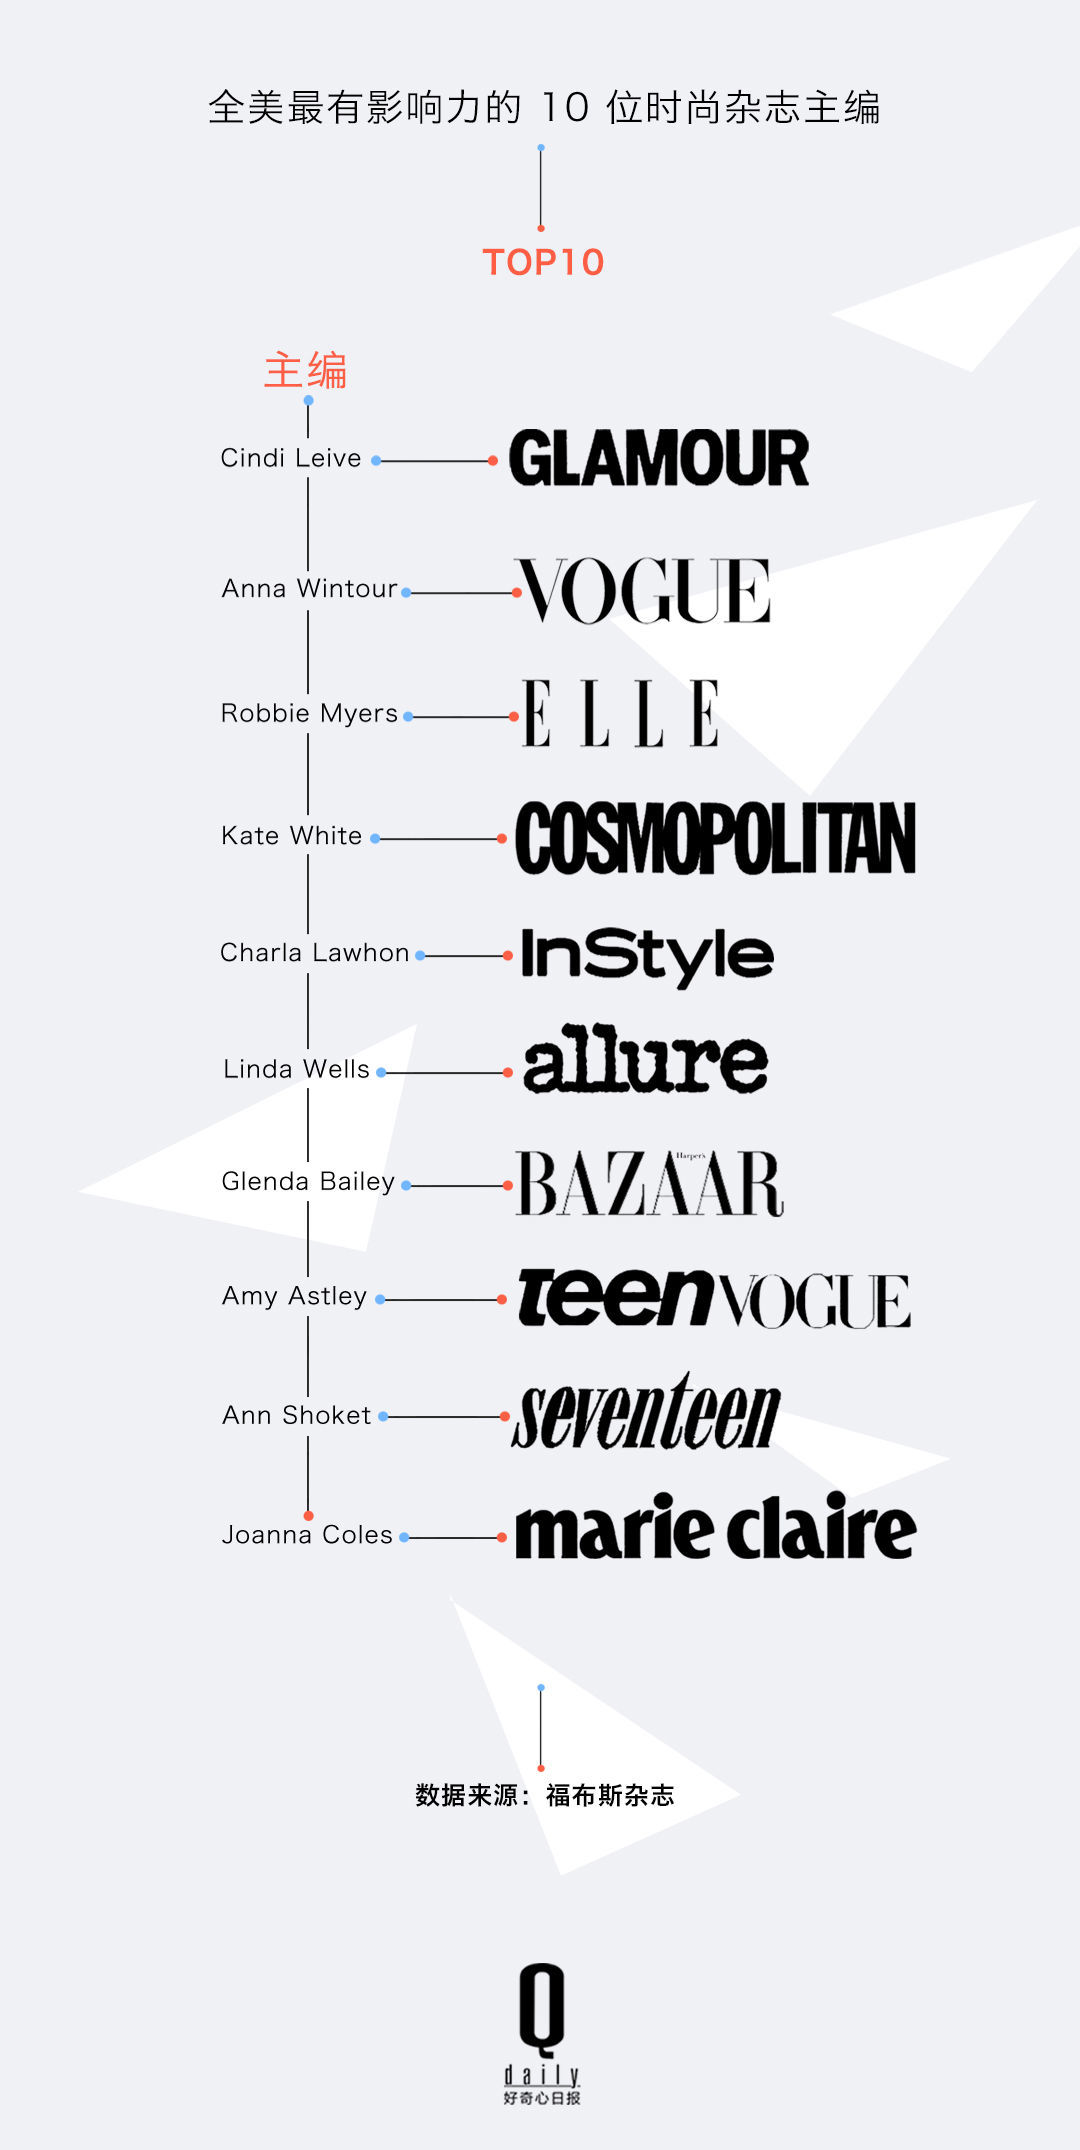 全美最有影响力的 10 位时尚杂志主编
TOP10
主编
Cindi Leive GLAMOUR
Anna Wintour VOGUE
Robbie Myers ELLE
Kate White COSMOPOLITAN
Charla Lawhon InStyle
Linda Wells allure
Glenda Bailey Harper's BAZAAR
Amy Astley Teen VOGUE
Ann Shoket seventeen
Joanna Coles marie claire
数据来源：福布斯杂志
Q
daily
好奇心日报